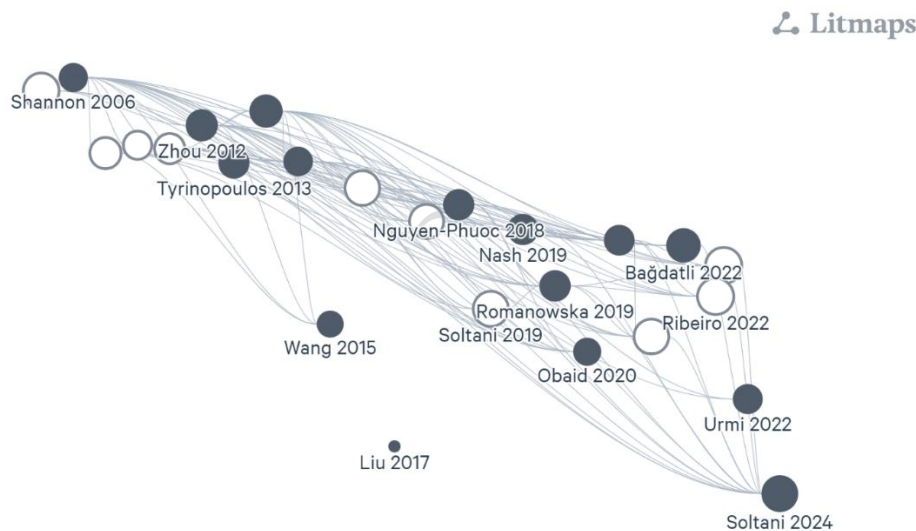 Litmaps
Shannon 2006
Zhou 2012
Tyrinopoulos 2013
Nguyen-Phuoc 2018
Nash 2019
Bağdatli 2022
Romanowska 2019
Ribeiro 2022
Soltani 2019
Wang 2015
Obaid 2020
Urmi 2022
Liu 2017
Soltani 2024